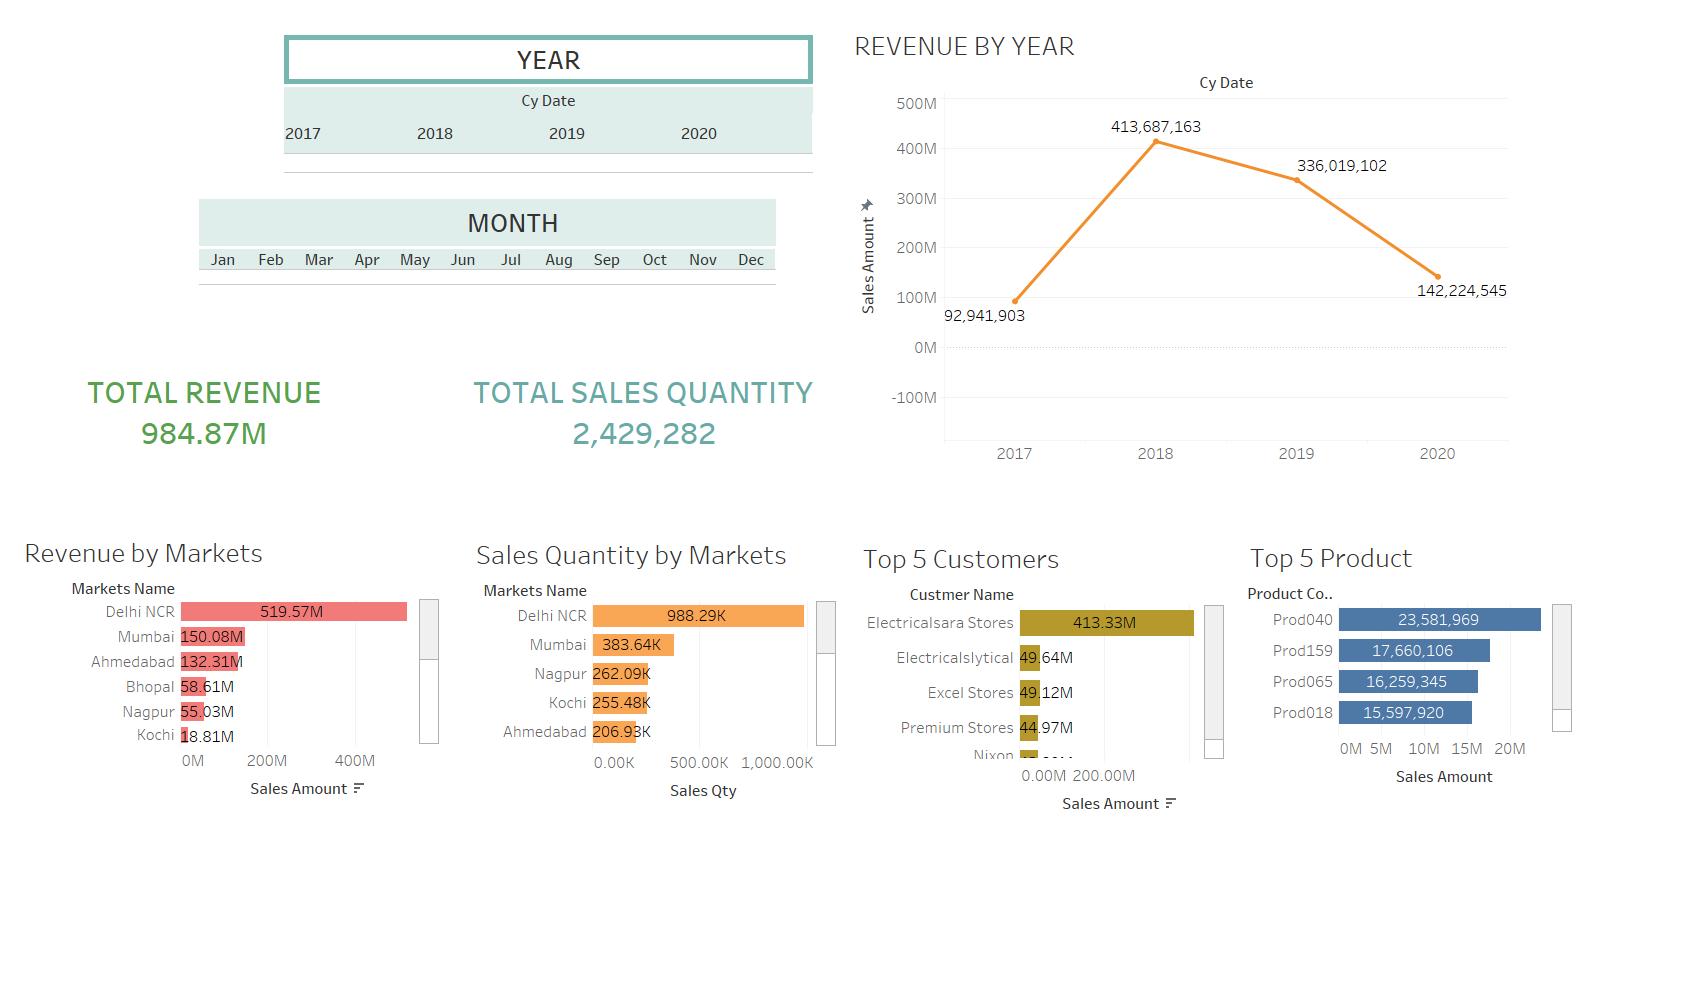 YEAR
Cy Date
2017 2018 2019 2020
MONTH
Jan Feb Mar Apr May Jun Jul Aug Sep Oct Nov Dec
TOTAL REVENUE
984.87M
TOTAL SALES QUANTITY
2,429,282
REVENUE BY YEAR
Cy Date
Sales Amount
500M
400M
300M
200M
100M
0M
-100M
92,941,903
413,687,163
336,019,102
142,224,545
2017 2018 2019 2020
Revenue by Markets
Markets Name
Delhi NCR 519.57M
Mumbai 150.08M
Ahmedabad 132.31M
Bhopal 58.61M
Nagpur 55.03M
Kochi 18.81M
0M 200M 400M
Sales Amount
Sales Quantity by Markets
Markets Name
Delhi NCR 988.29K
Mumbai 383.64K
Nagpur 262.09K
Kochi 255.48K
Ahmedabad 206.93K
0.00K 500.00K 1,000.00K
Sales Qty
Top 5 Customers
Custmer Name
Electricalsara Stores 413.33M
Electricalslytical 49.64M
Excel Stores 49.12M
Premium Stores 44.97M
Nixon
0.00M 200.00M
Sales Amount
Top 5 Product
Product Co..
Prod040 23,581,969
Prod159 17,660,106
Prod065 16,259,345
Prod018 15,597,920
0M 5M 10M 15M 20M
Sales Amount